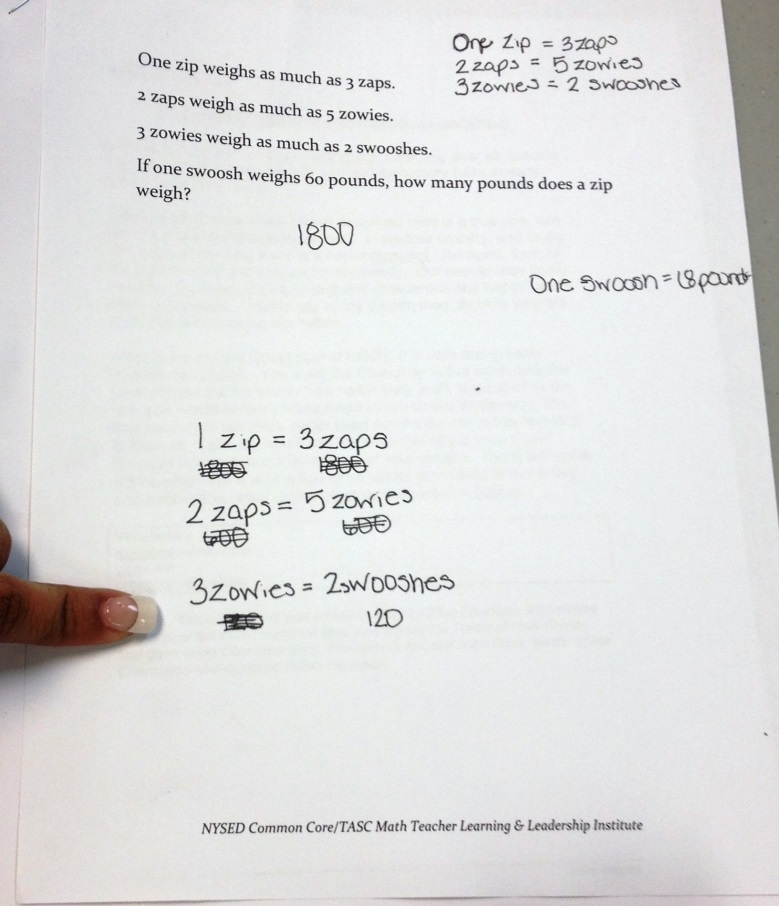 One Zip = 3 zaps
2 zaps = 5 zowies
3 zowies = 2 swooshes
One zip weighs as much as 3 zaps.
2 zaps weigh as much as 5 zowies.
3 zowies weigh as much as 2 swooshes.
If one swoosh weighs 60 pounds, how many pounds does a zip
weigh?
1800
One swoosh = 18 pounds
1 zip = 3 zaps
1800 1800
2 zaps = 5 zowies
600 600
3 zowies = 2 swooshes
120
NYSED Common Core/TASC Math Teacher Learning & Leadership Institute